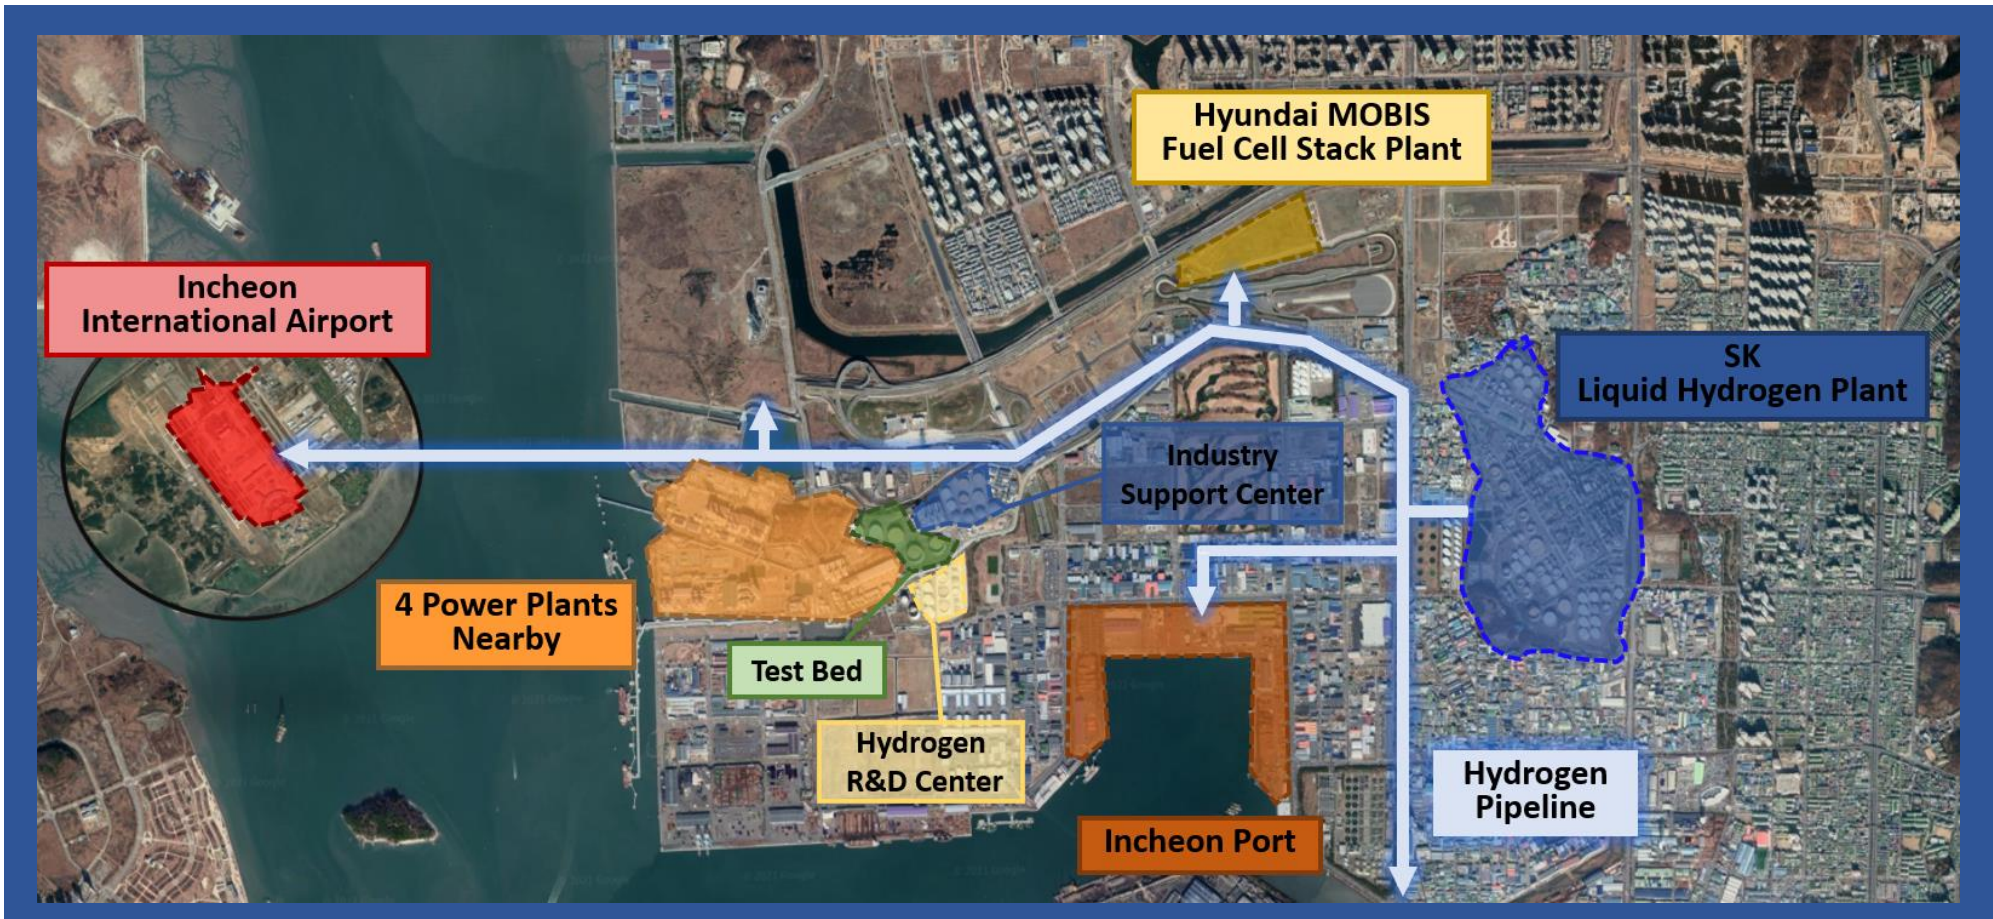 Hyundai MOBIS
Fuel Cell Stack Plant
Incheon
International Airport
SK
Liquid Hydrogen Plant
Industry
Support Center
4 Power Plants
Nearby
Test Bed
Hydrogen
R&D Center
Hydrogen
Pipeline
Incheon Port